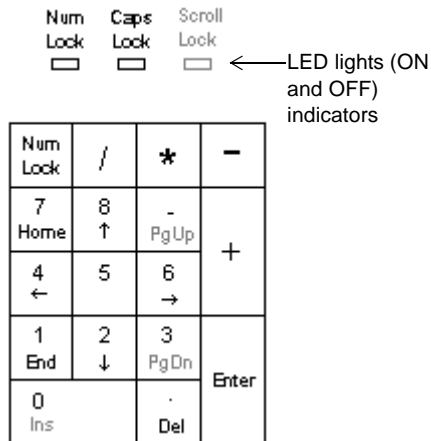 Num Caps Scroll
Lock Lock Lock
LED lights (ON
and OFF)
indicators
Num
Lock / * −
7 8 -
Home ↑ PgUp
+
4 5 6
← →
1 2 3
End ↓ PgDn
Enter
0 .
Ins Del